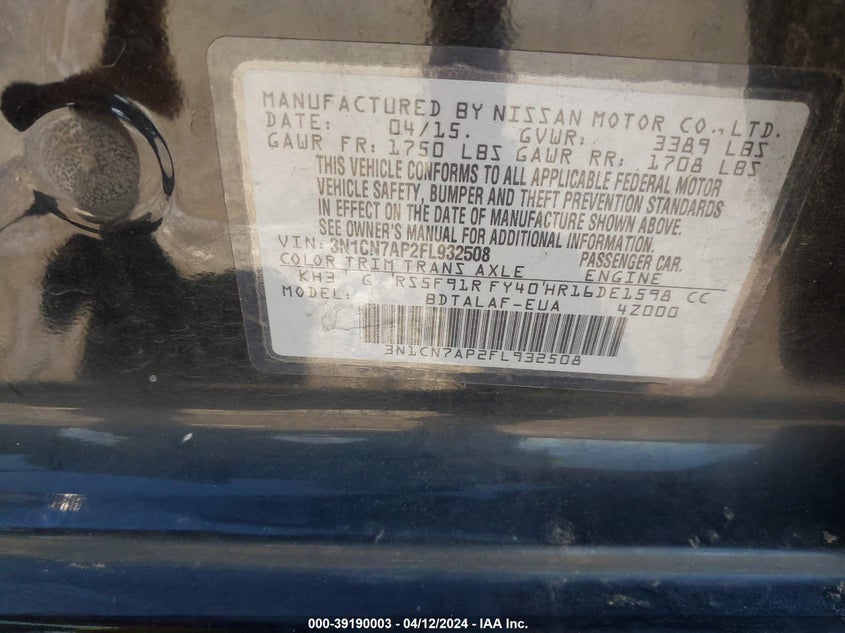 MANUFACTURED BY NISSAN MOTOR CO., LTD.
DATE: 04/15. GVWR: 3389 LBS
GAWR FR: 1750 LBS GAWR RR: 1708 LBS
THIS VEHICLE CONFORMS TO ALL APPLICABLE FEDERAL MOTOR
VEHICLE SAFETY, BUMPER AND THEFT PREVENTION STANDARDS
IN EFFECT ON THE DATE OF MANUFACTURE SHOWN ABOVE.
SEE OWNER'S MANUAL FOR ADDITIONAL INFORMATION.
VIN: 3N1CN7AP2FL932508 PASSENGER CAR.
COLOR TRIM TRANS AXLE ENGINE
KH3 G RS5F91R FY40 HR16DE1598 CC
MODEL: BDTALAF-EUA 4Z000
3N1CN7AP2FL932508
000-39190003 - 04/12/2024 - IAA Inc.